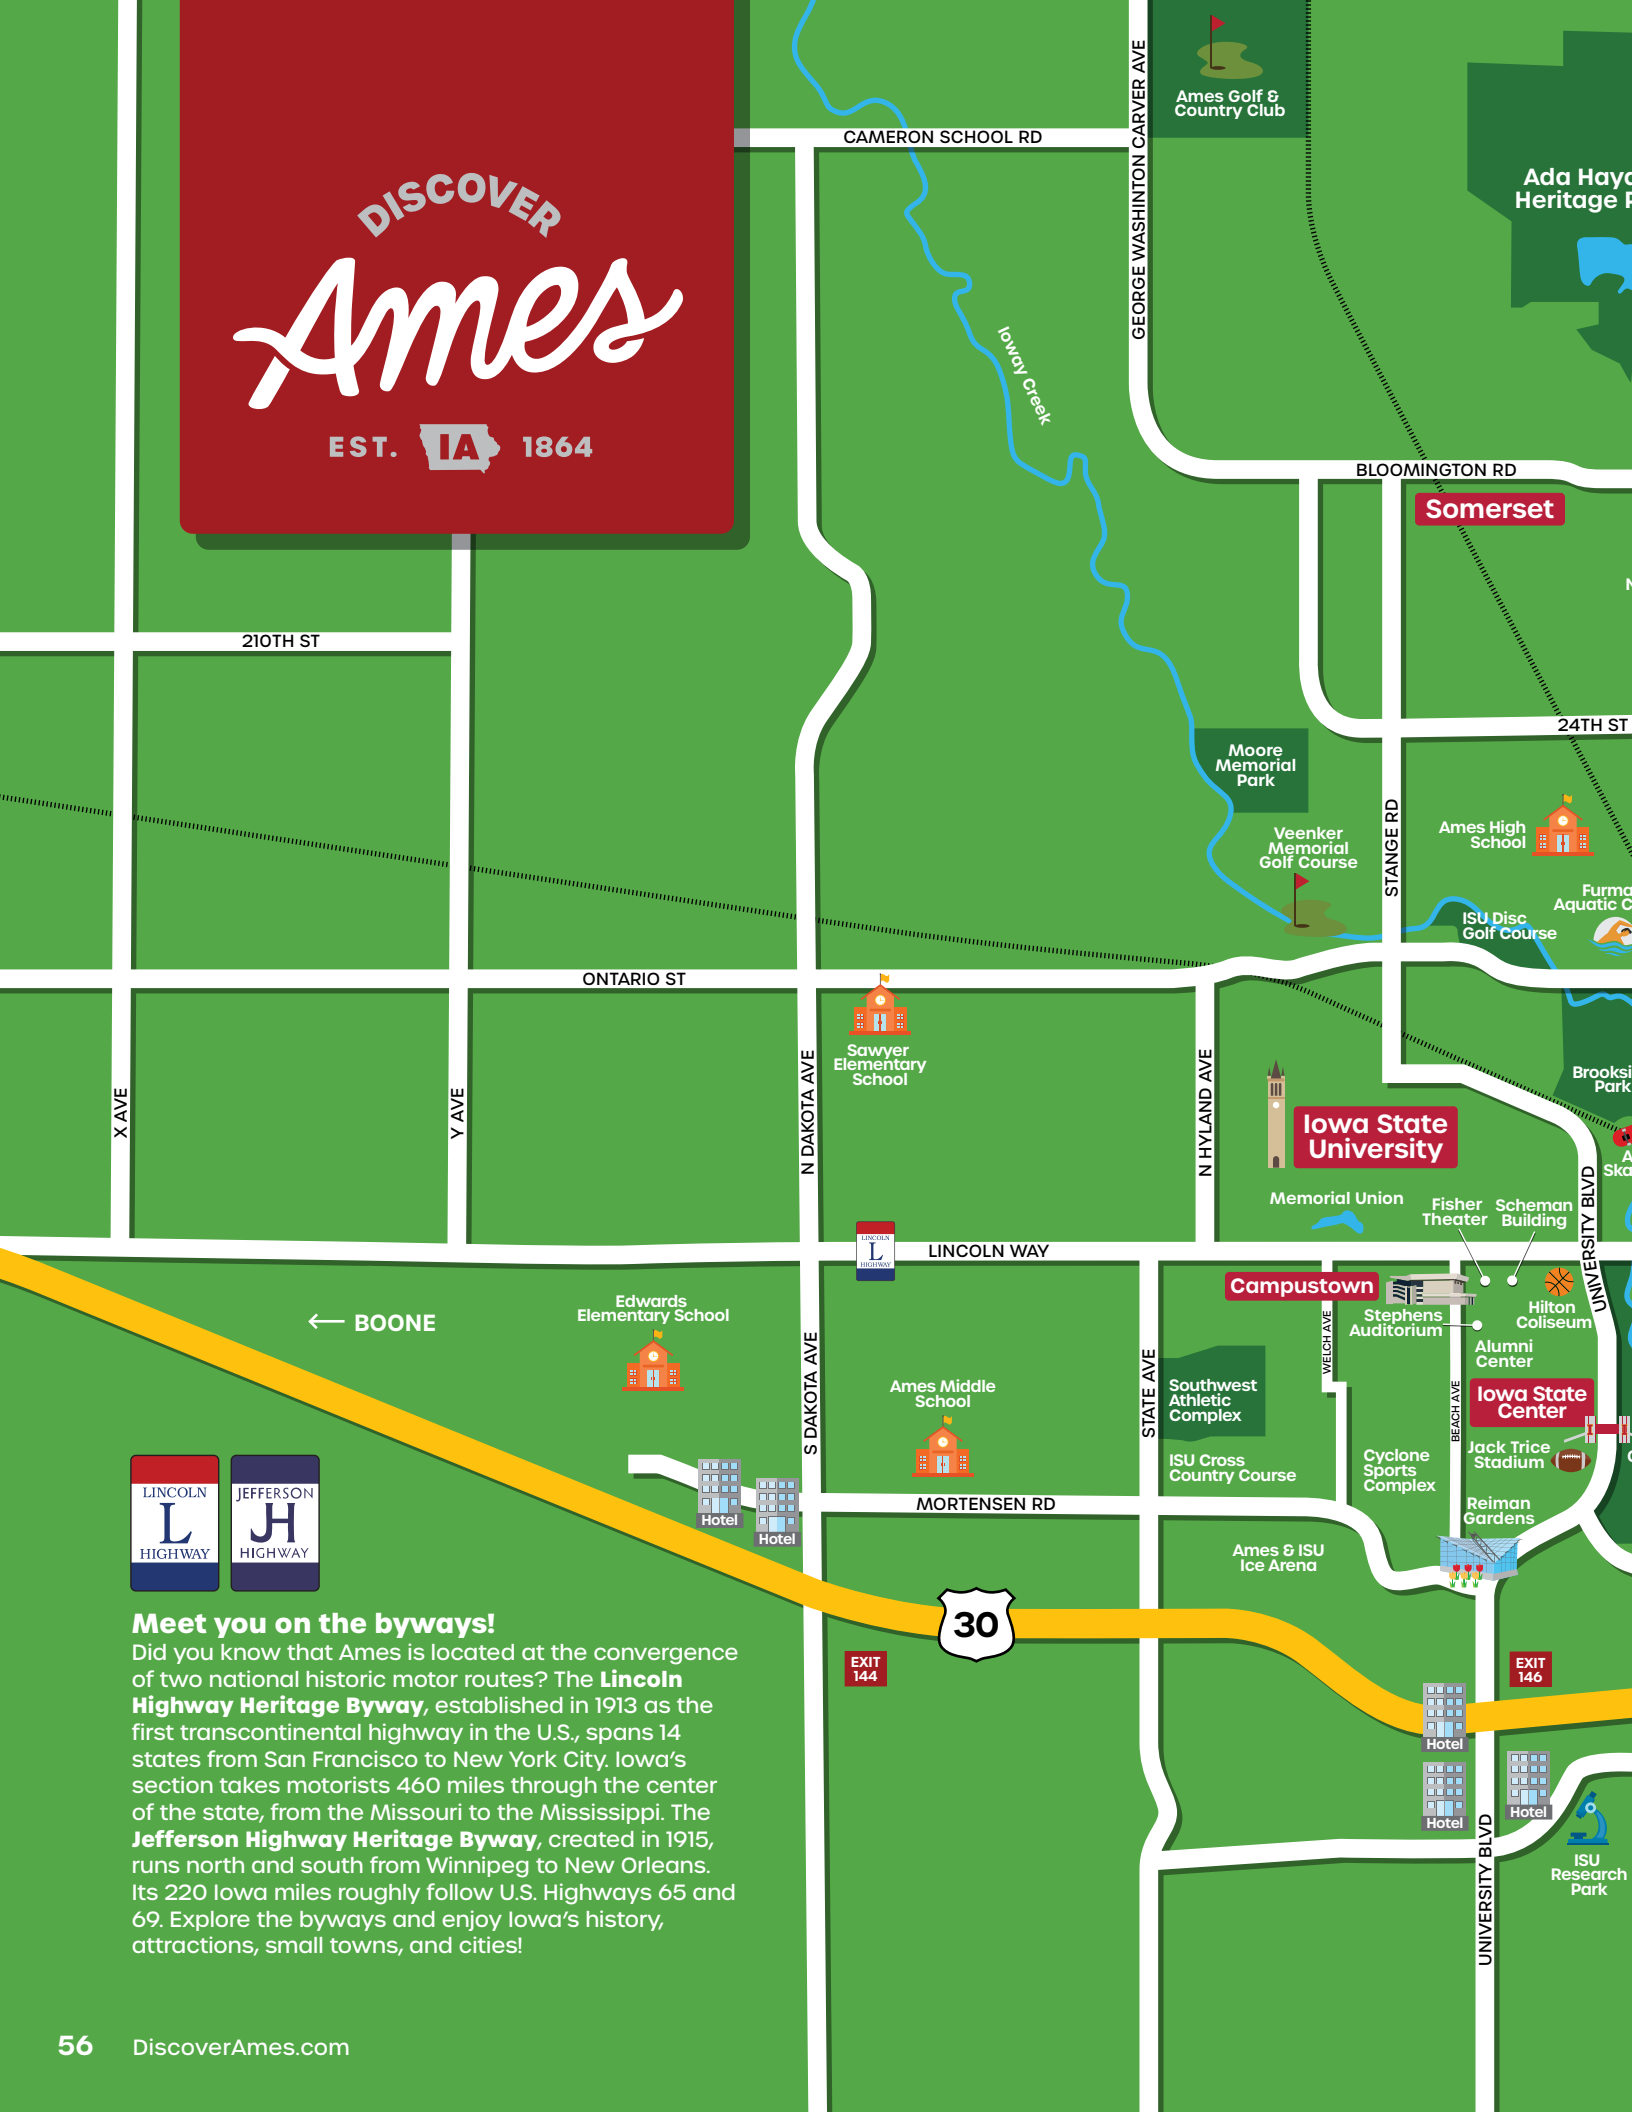 DISCOVER
Ames
EST. IA 1864
CAMERON SCHOOL RD
GEORGE WASHINTON CARVER AVE
Ames Golf &
Country Club
Heritage
Ioway Creek
BLOOMINGTON RD
Somerset
210TH ST
24TH ST
Moore
Memorial
Park
Veenker
Memorial
Golf Course
STANGE RD
Ames High
School
Aquatic
ISU Disc
Golf Course
ONTARIO ST
Sawyer
Elementary
School
X AVE
Y AVE
N DAKOTA AVE
N HYLAND AVE
Park
Iowa State
University
Memorial Union
Fisher
Theater
Scheman
Building
UNIVERSITY BLVD
LINCOLN
L
HIGHWAY
LINCOLN WAY
Campustown
Stephens
Auditorium
Hilton
Coliseum
Alumni
Center
WELCH AVE
BEACH AVE
Iowa State
Center
Jack Trice
Stadium
← BOONE
Edwards
Elementary School
S DAKOTA AVE
Ames Middle
School
STATE AVE
Southwest
Athletic
Complex
ISU Cross
Country Course
Cyclone
Sports
Complex
Reiman
Gardens
MORTENSEN RD
Hotel
Hotel
Ames & ISU
Ice Arena
30
EXIT
144
EXIT
146
Hotel
Hotel
Hotel
UNIVERSITY BLVD
ISU
Research
Park
LINCOLN
L
HIGHWAY
JEFFERSON
JH
HIGHWAY
Meet you on the byways!
Did you know that Ames is located at the convergence
of two national historic motor routes? The Lincoln
Highway Heritage Byway, established in 1913 as the
first transcontinental highway in the U.S., spans 14
states from San Francisco to New York City. Iowa's
section takes motorists 460 miles through the center
of the state, from the Missouri to the Mississippi. The
Jefferson Highway Heritage Byway, created in 1915,
runs north and south from Winnipeg to New Orleans.
Its 220 Iowa miles roughly follow U.S. Highways 65 and
69. Explore the byways and enjoy Iowa's history,
attractions, small towns, and cities!
56 DiscoverAmes.com